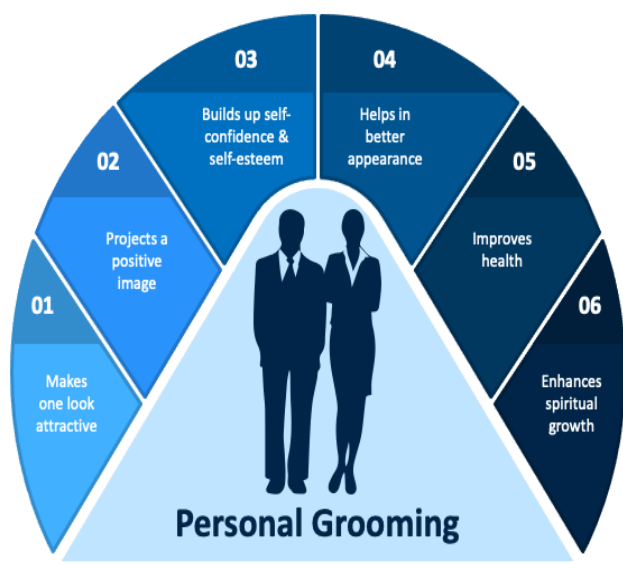 01
Makes
one look
attractive
02
Projects a
positive
image
03
Builds up self-
confidence &
self-esteem
04
Helps in
better
appearance
05
Improves
health
06
Enhances
spiritual
growth
Personal Grooming